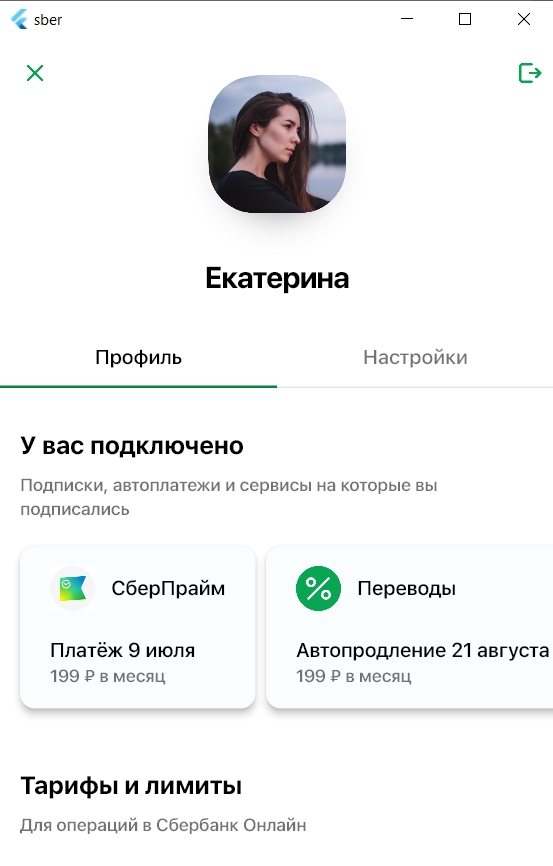 sber
Екатерина
Профиль
Настройки
У вас подключено
Подписки, автоплатежи и сервисы на которые вы
подписались
СберПрайм
Платёж 9 июля
199 ₽ в месяц
Переводы
Автопродление 21 августа
199 ₽ в месяц
Тарифы и лимиты
Для операций в Сбербанк Онлайн